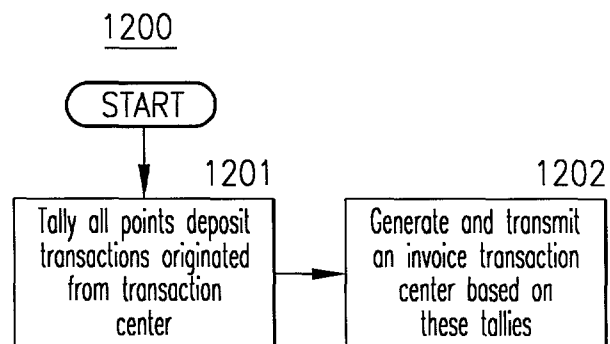 1200
START
1201
Tally all points deposit
transactions originated
from transaction
center
1202
Generate and transmit
an invoice transaction
center based on
these tallies